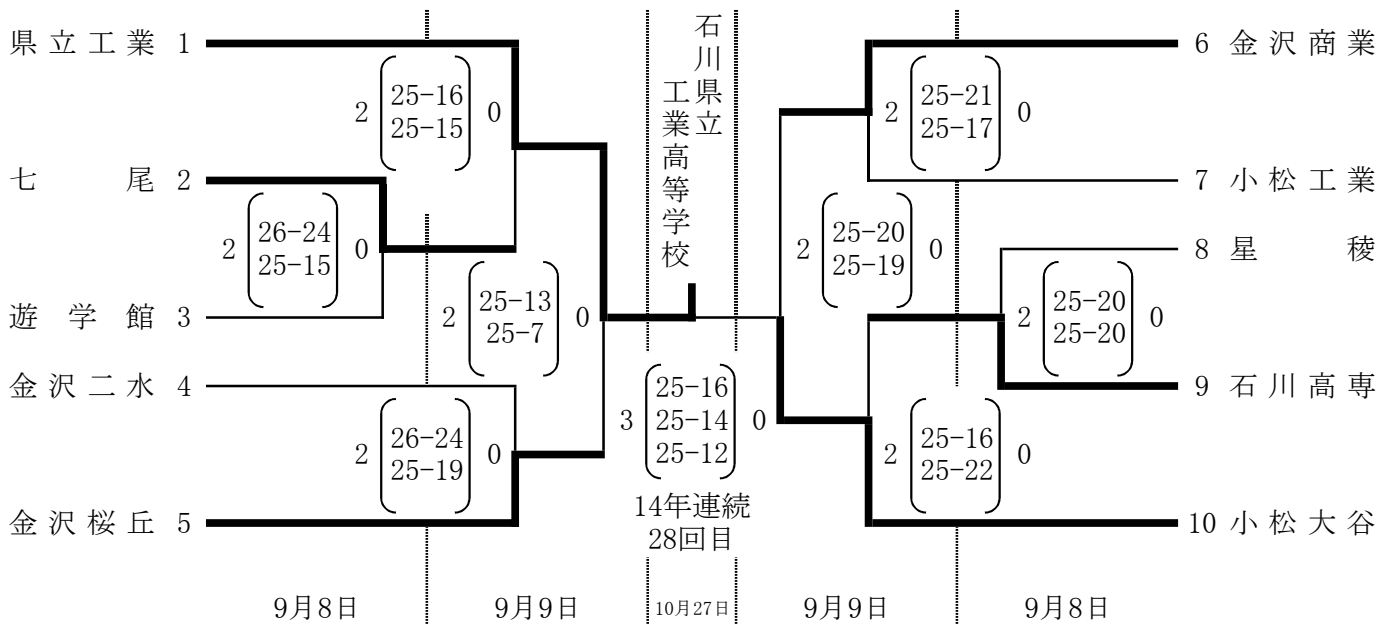 県立工業 1
2 25-16 0
25-15
七尾 2
2 26-24 0
25-15
遊学館 3
2 25-13 0
25-7
金沢二水 4
2 26-24 0
25-19
金沢桜丘 5
石川県立
工業高等学校
3 25-16 0
25-14
25-12
14年連続
28回目
6 金沢商業
2 25-21 0
25-17
7 小松工業
2 25-20 0
25-19
8 星稜
2 25-20 0
25-20
9 石川高専
2 25-16 0
25-22
10 小松大谷
9月8日
9月9日
10月27日
9月9日
9月8日